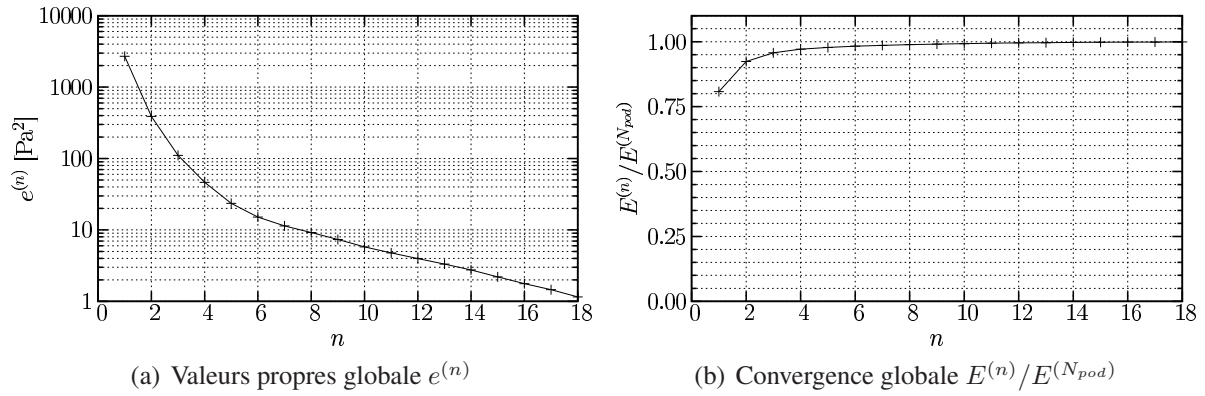 10000
1000
100
10
1
e^(n) [Pa²]
0 2 4 6 8 10 12 14 16 18
n
(a) Valeurs propres globale e^(n)
1.00
0.75
0.50
0.25
0.00
E^(n)/E^(N_pod)
0 2 4 6 8 10 12 14 16 18
n
(b) Convergence globale E^(n)/E^(N_pod)